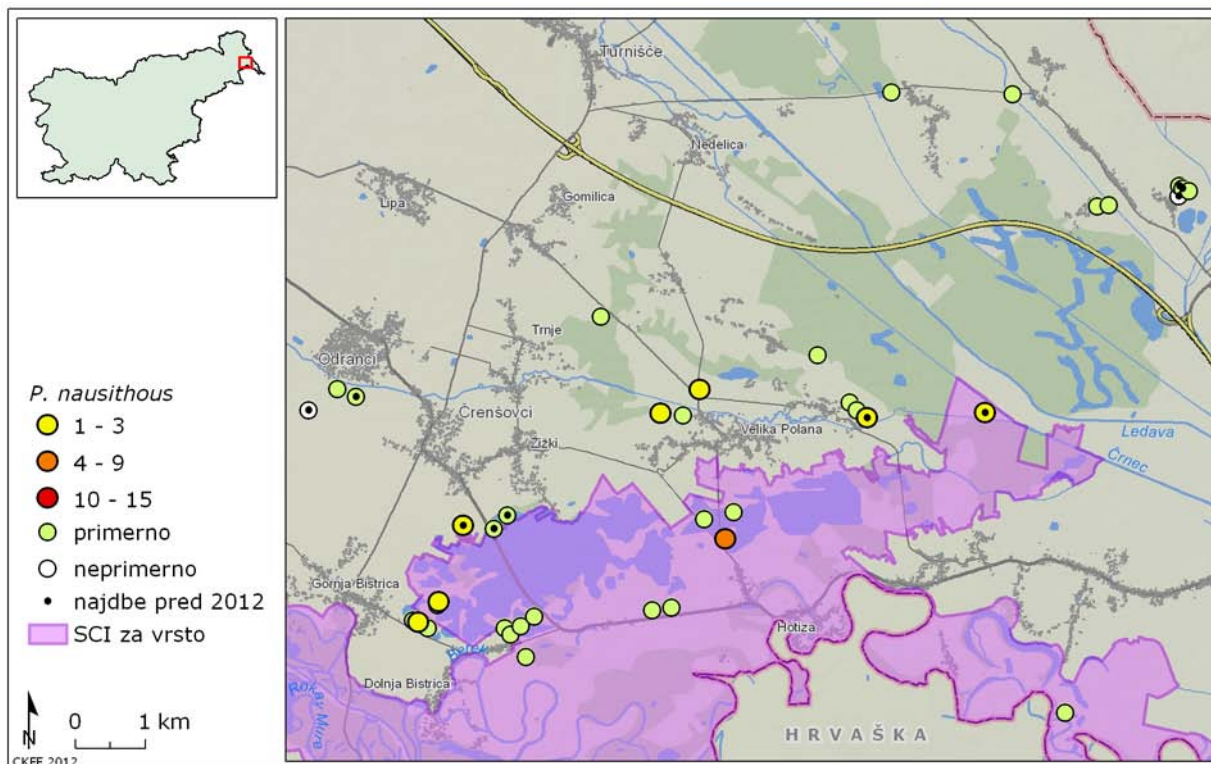 P. nausithous
1 - 3
4 - 9
10 - 15
primerno
neprimerno
najdbe pred 2012
SCI za vrsto
N
0 1 km
CKFF 2012
Turnišče
Nedelica
Gomilica
Lipa
Trnje
Odranci
Črenšovci
Žižki
Velika Polana
Ledava
Črnec
Gornja Bistrica
Hotiza
Dolnja Bistrica
HRVAŠKA